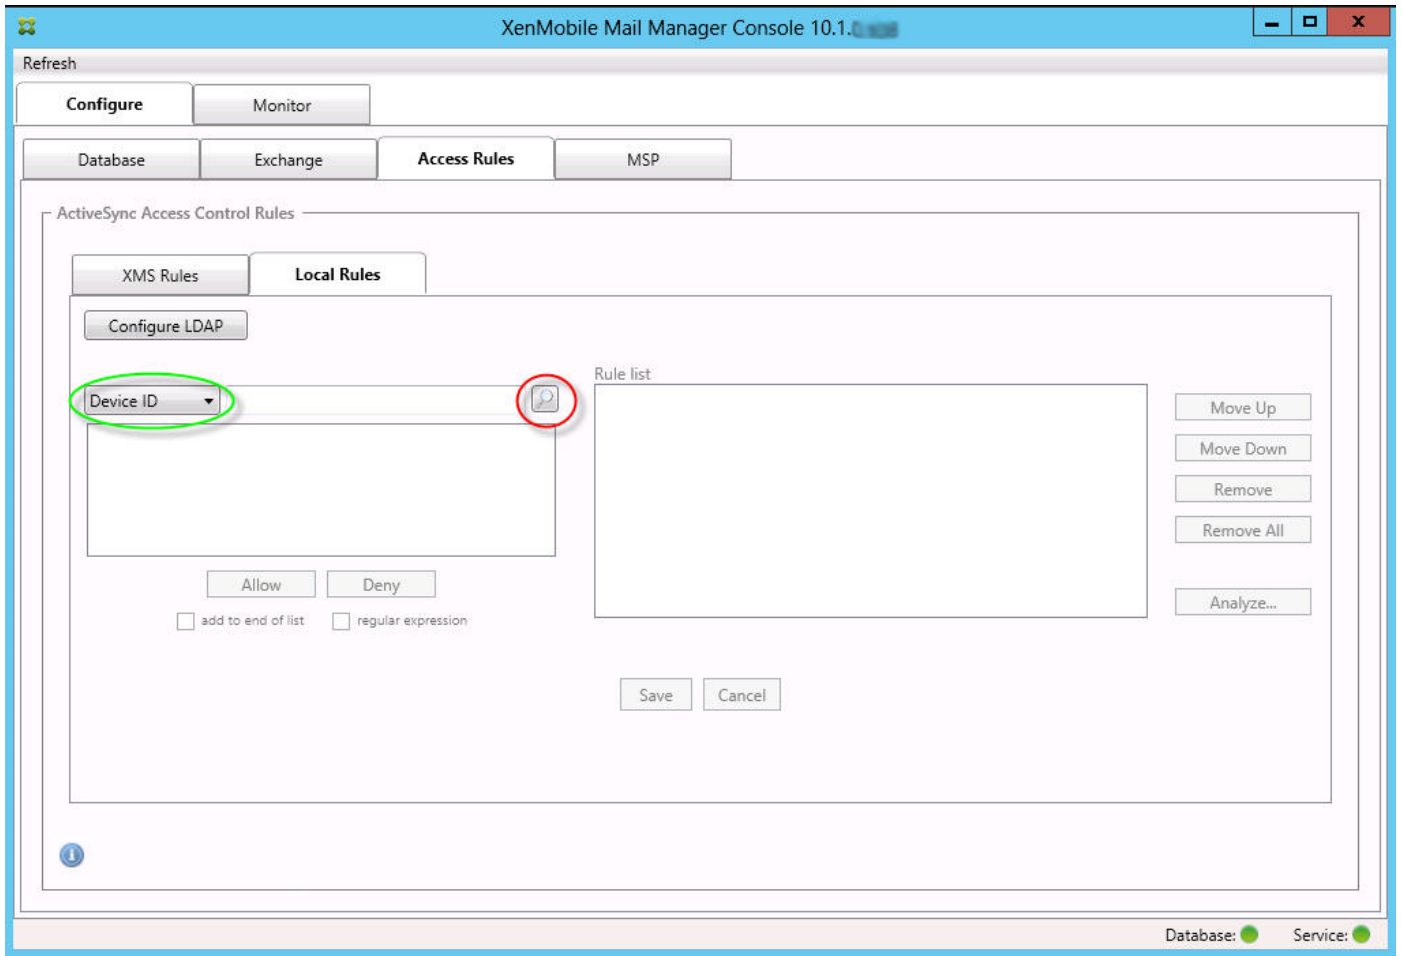 XenMobile Mail Manager Console 10.1.
Refresh
Configure Monitor
Database Exchange Access Rules MSP
ActiveSync Access Control Rules
XMS Rules Local Rules
Configure LDAP
Rule list
Device ID
Move Up
Move Down
Remove
Remove All
Allow Deny
Analyze...
add to end of list regular expression
Save Cancel
Database: Service: